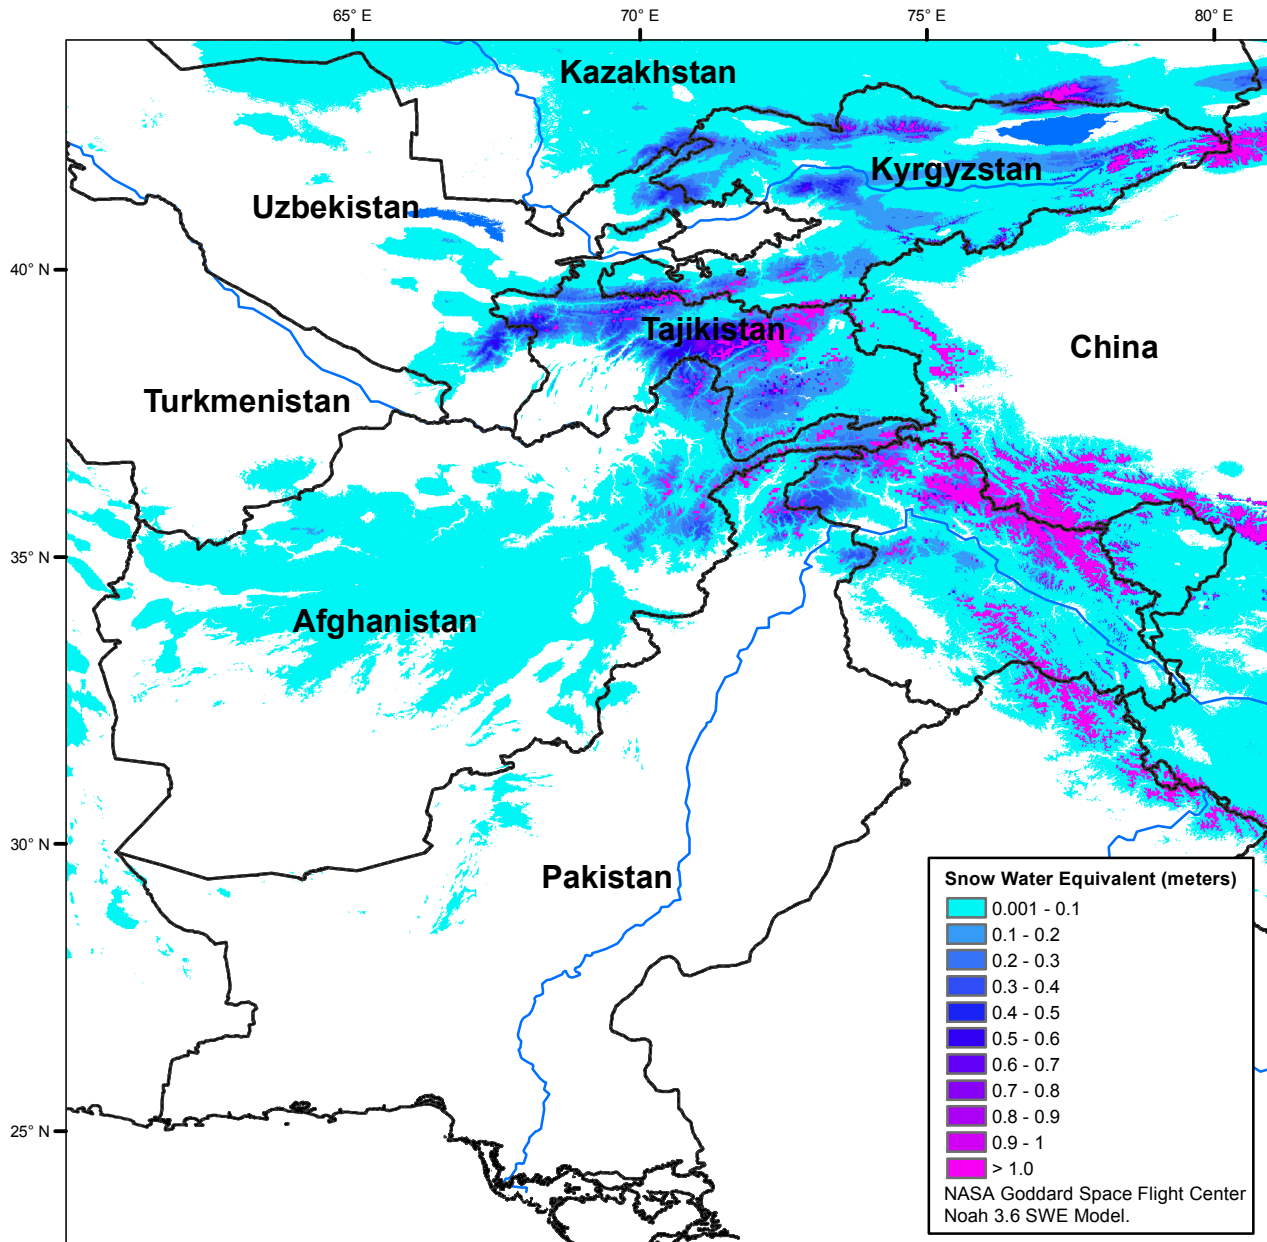 65° E
70° E
75° E
80° E
Kazakhstan
Kyrgyzstan
Uzbekistan
40° N
Tajikistan
China
Turkmenistan
35° N
Afghanistan
30° N
Pakistan
Snow Water Equivalent (meters)
0.001 - 0.1
0.1 - 0.2
0.2 - 0.3
0.3 - 0.4
0.4 - 0.5
0.5 - 0.6
0.6 - 0.7
0.7 - 0.8
0.8 - 0.9
0.9 - 1
> 1.0
NASA Goddard Space Flight Center
Noah 3.6 SWE Model.
25° N